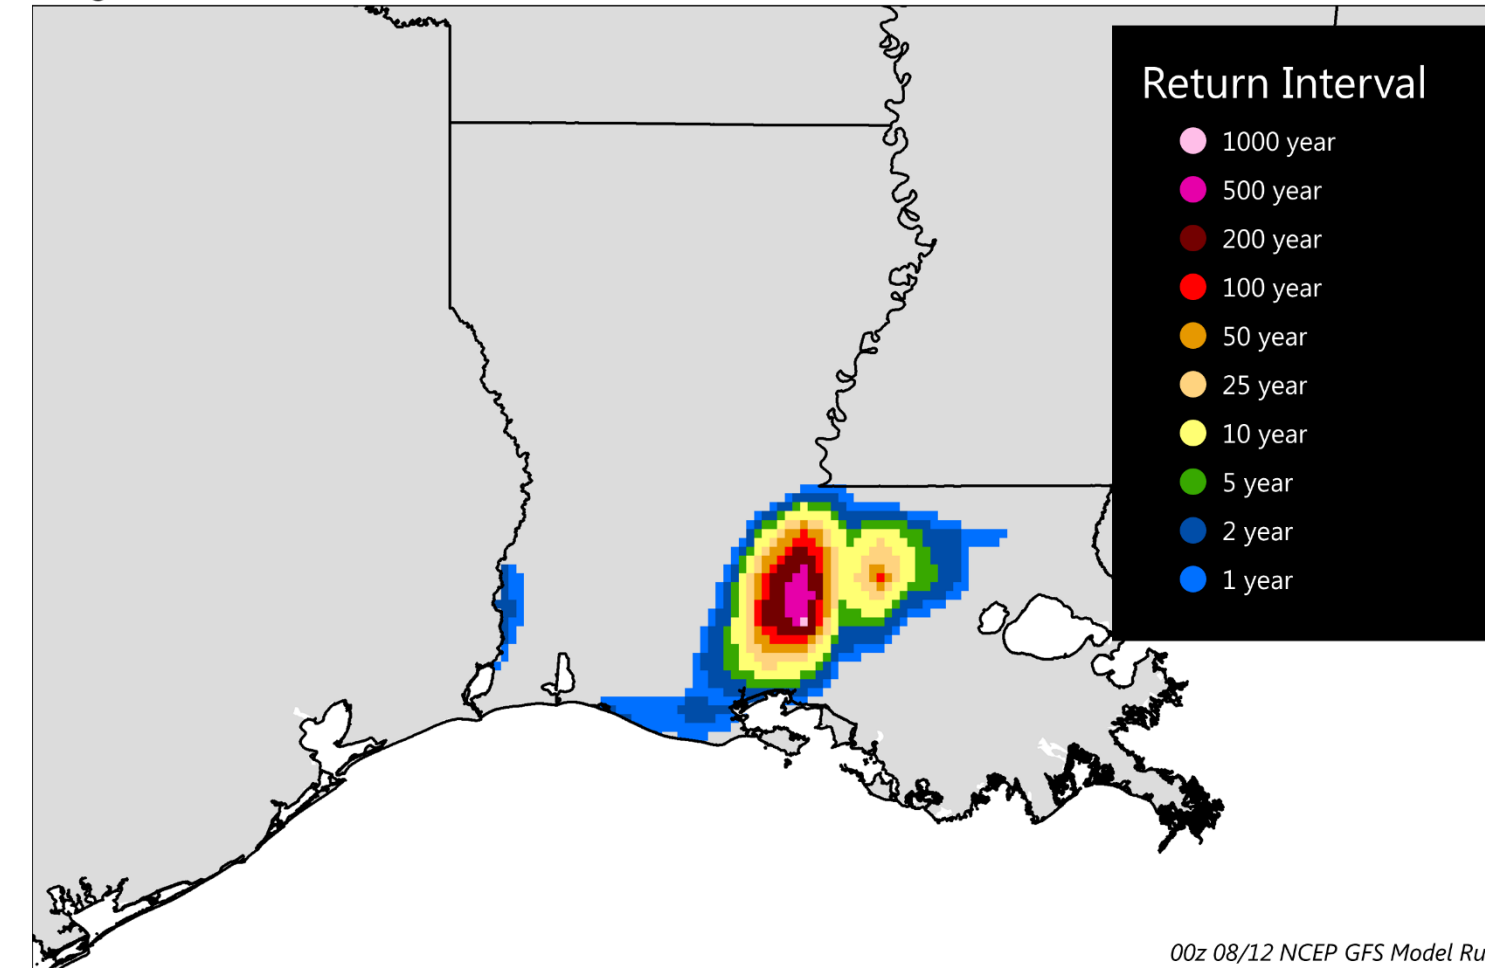 Return Interval
1000 year
500 year
200 year
100 year
50 year
25 year
10 year
5 year
2 year
1 year
00z 08/12 NCEP GFS Model Ru